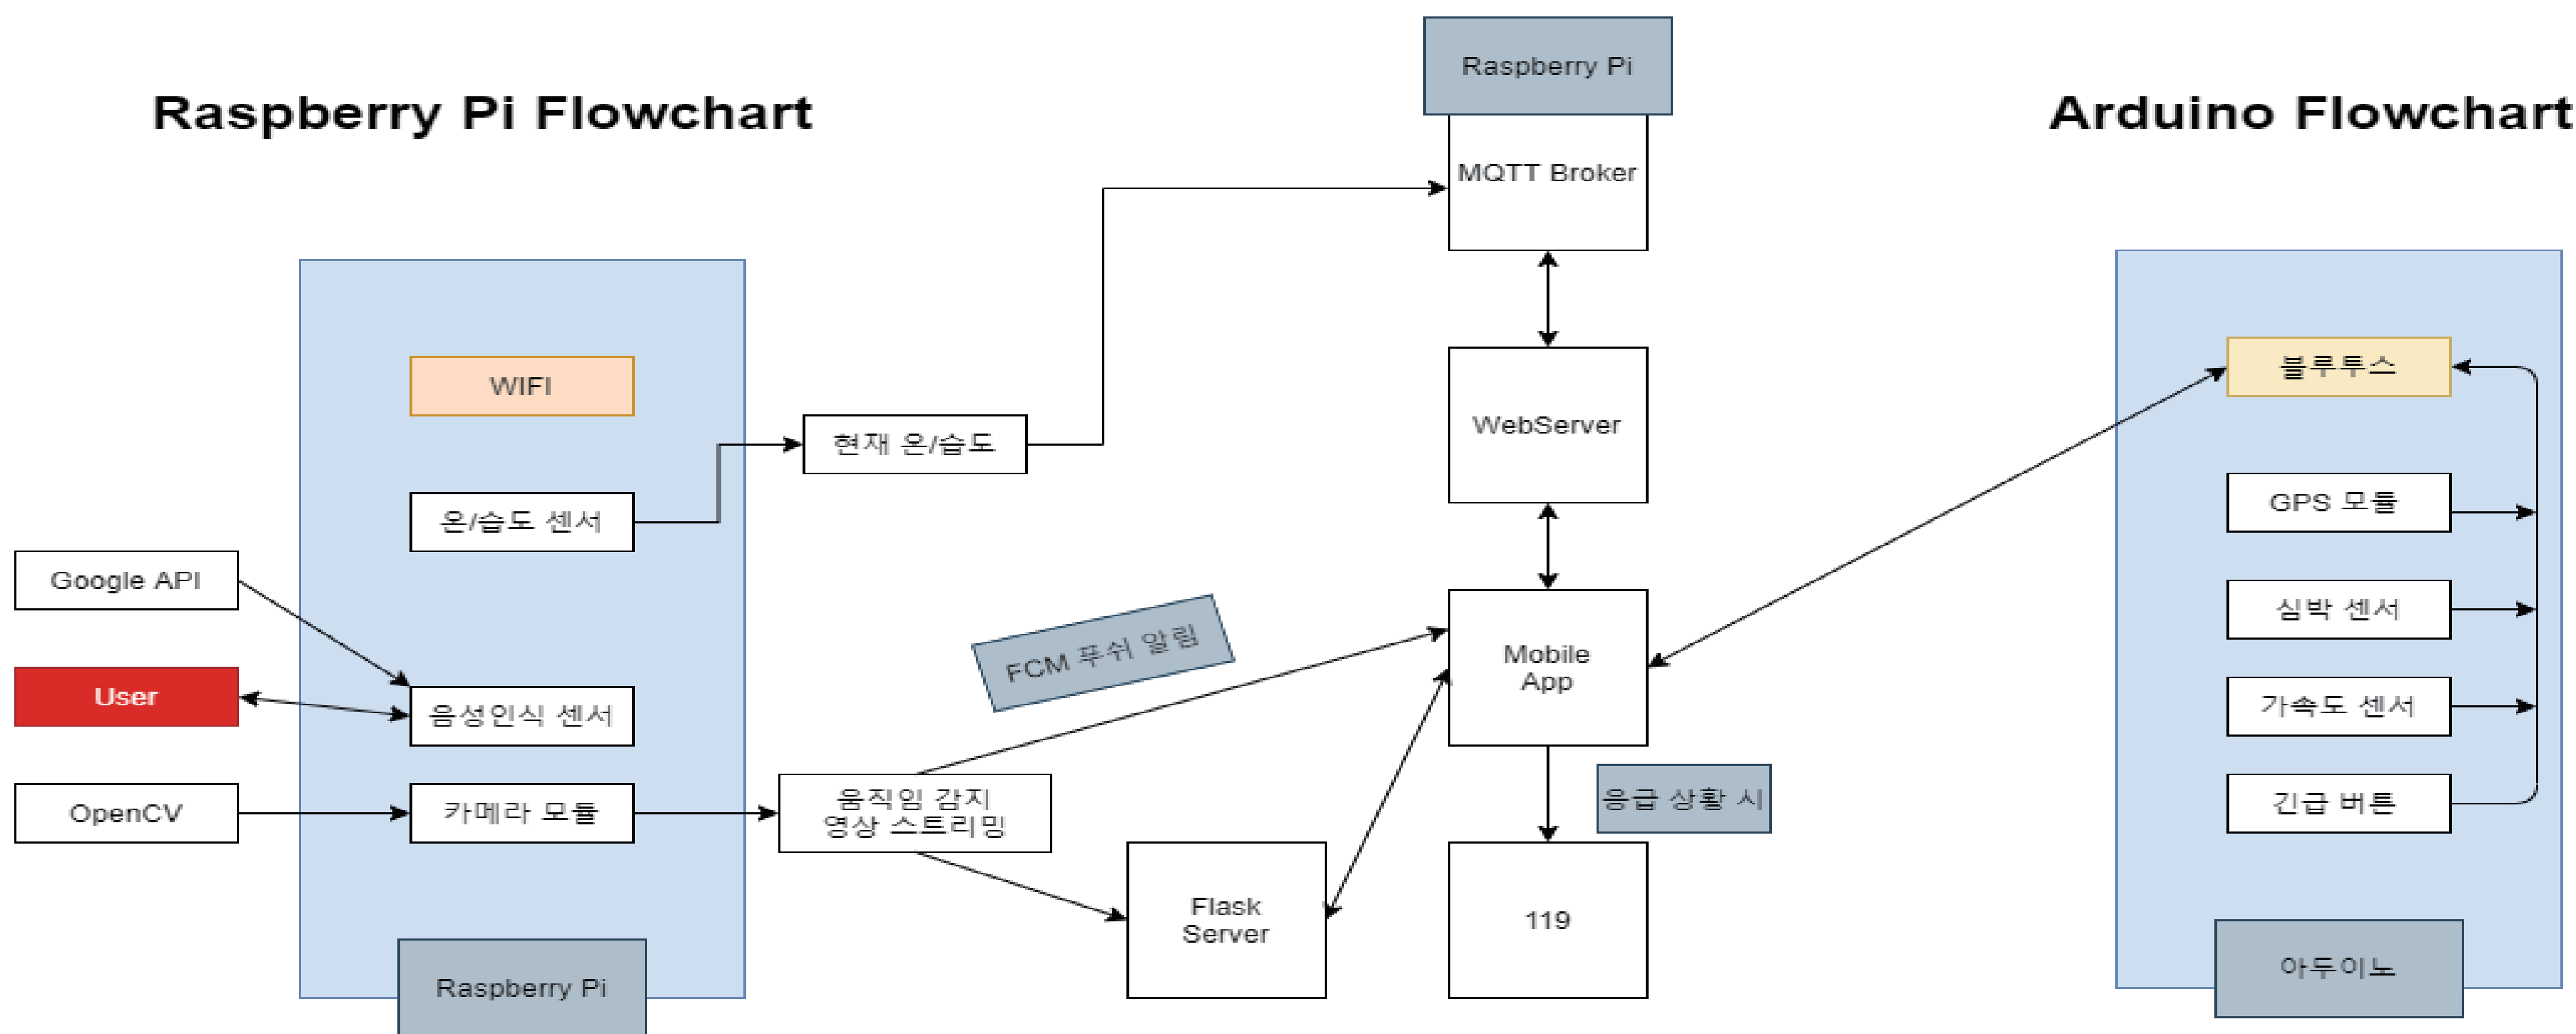 Raspberry Pi Flowchart
Raspberry Pi
Arduino Flowchart
MQTT Broker
WIFI
블루투스
현재 온/습도
WebServer
온/습도 센서
GPS 모듈
Google API
심박 센서
FCM 푸쉬 알림
Mobile
App
User
음성인식 센서
가속도 센서
OpenCV
카메라 모듈
움직임 감지
영상 스트리밍
응급 상황 시
긴급 버튼
Flask
Server
119
아두이노
Raspberry Pi